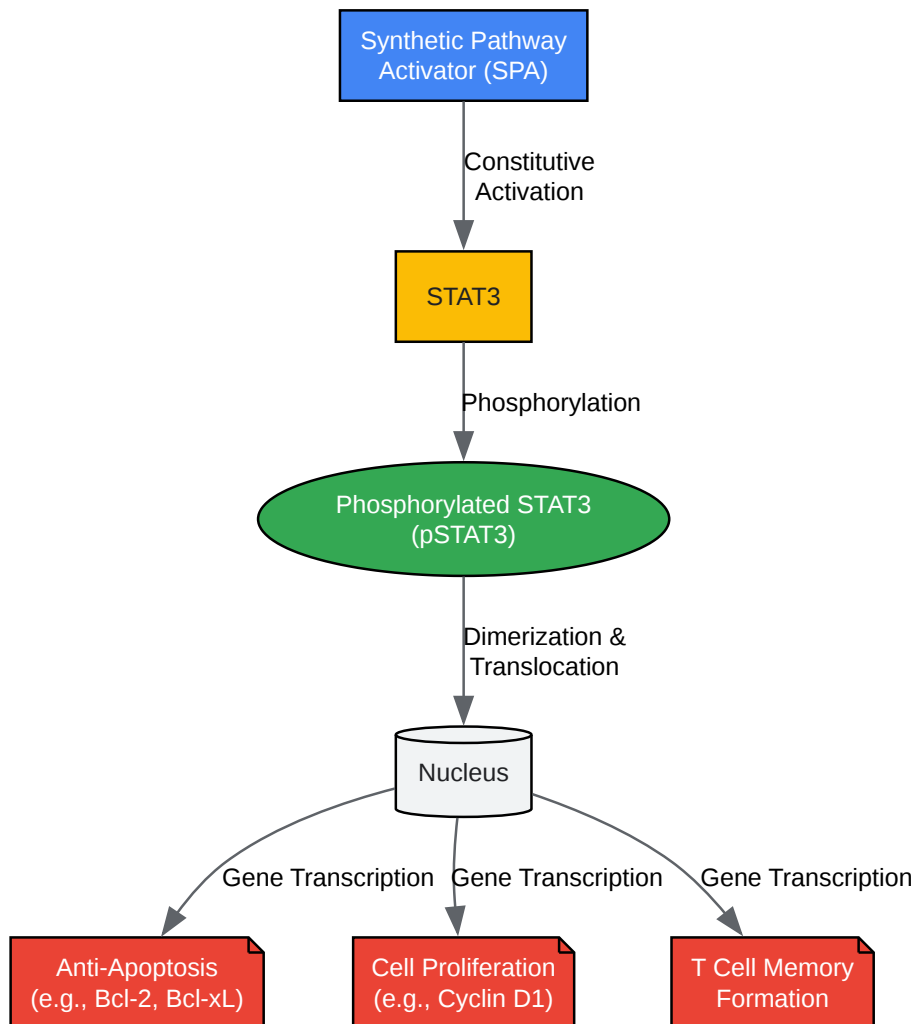 Synthetic Pathway
Activator (SPA)
Constitutive
Activation
STAT3
Phosphorylation
Phosphorylated STAT3
(pSTAT3)
Dimerization &
Translocation
Nucleus
Gene Transcription
Gene Transcription
Gene Transcription
Anti-Apoptosis
(e.g., Bcl-2, Bcl-xL)
Cell Proliferation
(e.g., Cyclin D1)
T Cell Memory
Formation